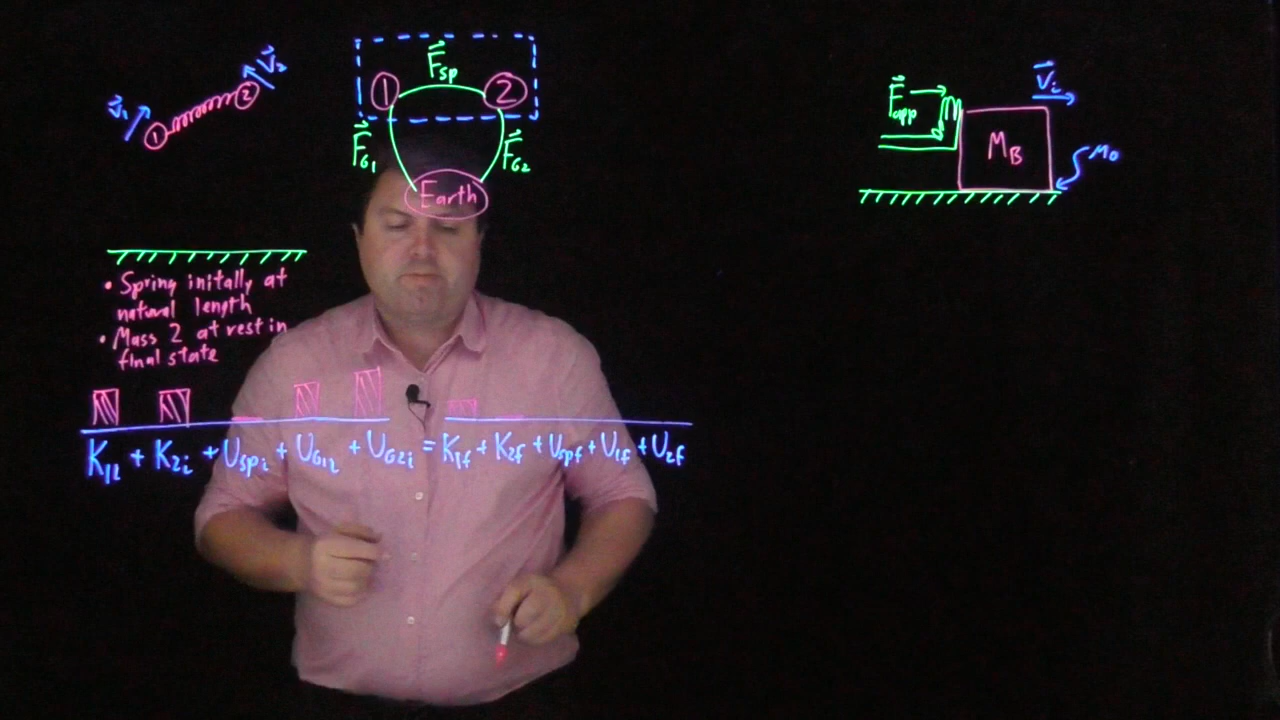 V⃗₁
1
2
V⃗₂
F⃗sp
1
2
F⃗G₁
F⃗G₂
Earth
• Spring initally at
natural length
• Mass 2 at rest in
final state
K₁ᵢ + K₂ᵢ + Uspᵢ + UG₁ᵢ + UG₂ᵢ = K₁f + K₂f + Uspf + U₁f + U₂f
F⃗app
V⃗ᵢ
MB